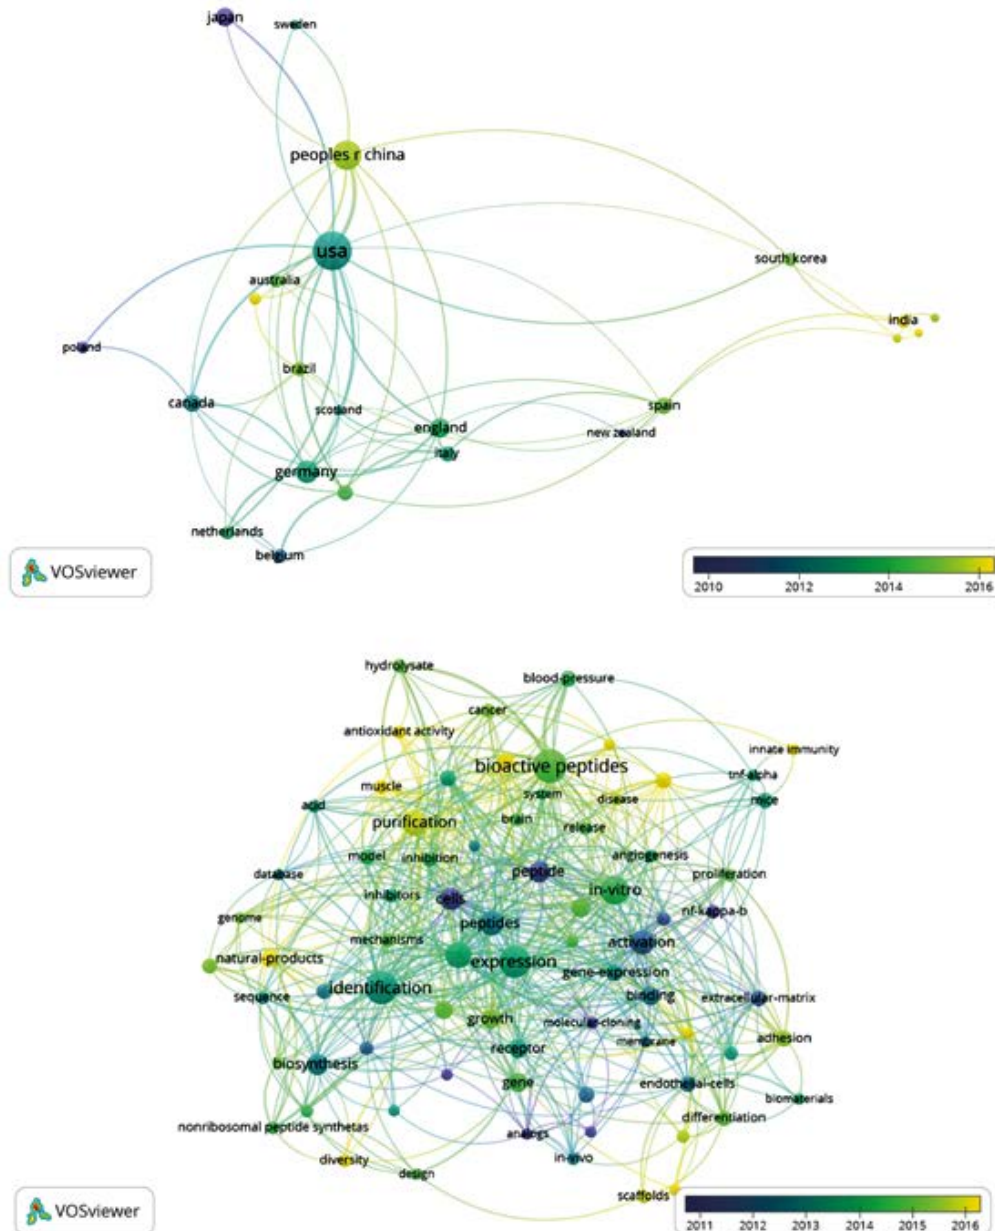 japan
sweden
peoples r china
usa
australia
south korea
india
poland
brazil
canada
scotland
spain
england
new zealand
italy
germany
netherlands
belgium
VOSviewer
2010 2012 2014 2016
hydrolysate
blood-pressure
cancer
antioxidant activity
innate immunity
bioactive peptides
tnf-alpha
muscle
system
disease
mice
acid
purification
brain
release
model
inhibition
angiogenesis
database
peptide
proliferation
inhibitors
cells
in-vitro
nf-kappa-b
genome
peptides
mechanisms
activation
natural-products
expression
gene-expression
identification
sequence
binding
extracellular-matrix
growth
molecular-cloning
membrane
adhesion
receptor
biosynthesis
gene
endothelial-cells
biomaterials
differentiation
nonribosomal peptide synthetas
analogs
diversity
in-vivo
design
scaffolds
VOSviewer
2011 2012 2013 2014 2015 2016